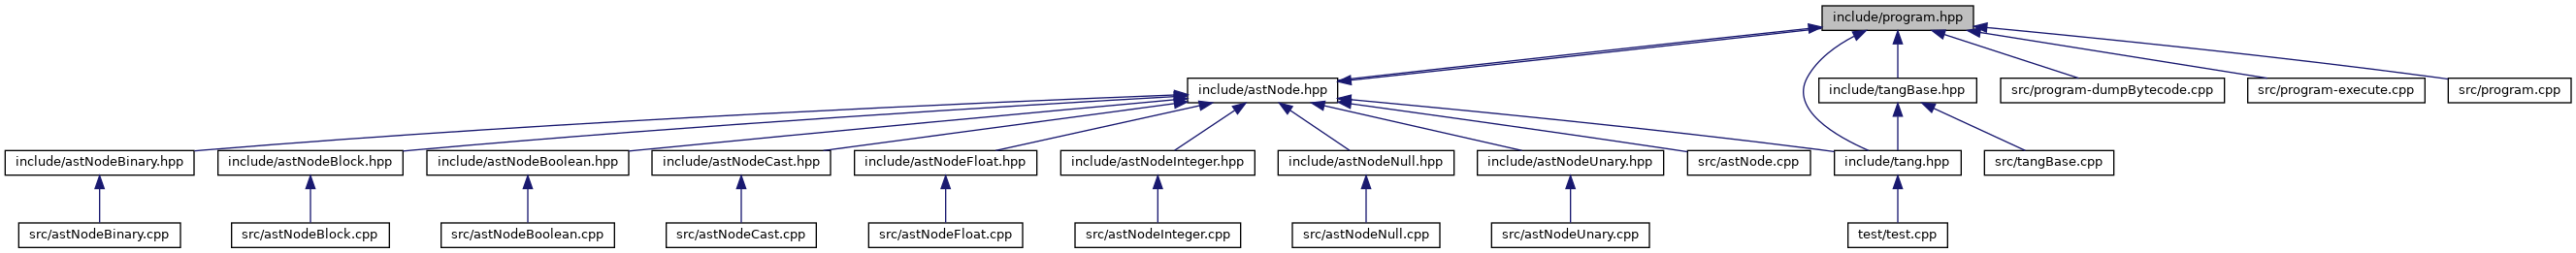 include/program.hpp
include/astNode.hpp
include/tangBase.hpp
src/program-dumpBytecode.cpp
src/program-execute.cpp
src/program.cpp
include/astNodeBinary.hpp
include/astNodeBlock.hpp
include/astNodeBoolean.hpp
include/astNodeCast.hpp
include/astNodeFloat.hpp
include/astNodeInteger.hpp
include/astNodeNull.hpp
include/astNodeUnary.hpp
src/astNode.cpp
include/tang.hpp
src/tangBase.cpp
src/astNodeBinary.cpp
src/astNodeBlock.cpp
src/astNodeBoolean.cpp
src/astNodeCast.cpp
src/astNodeFloat.cpp
src/astNodeInteger.cpp
src/astNodeNull.cpp
src/astNodeUnary.cpp
test/test.cpp